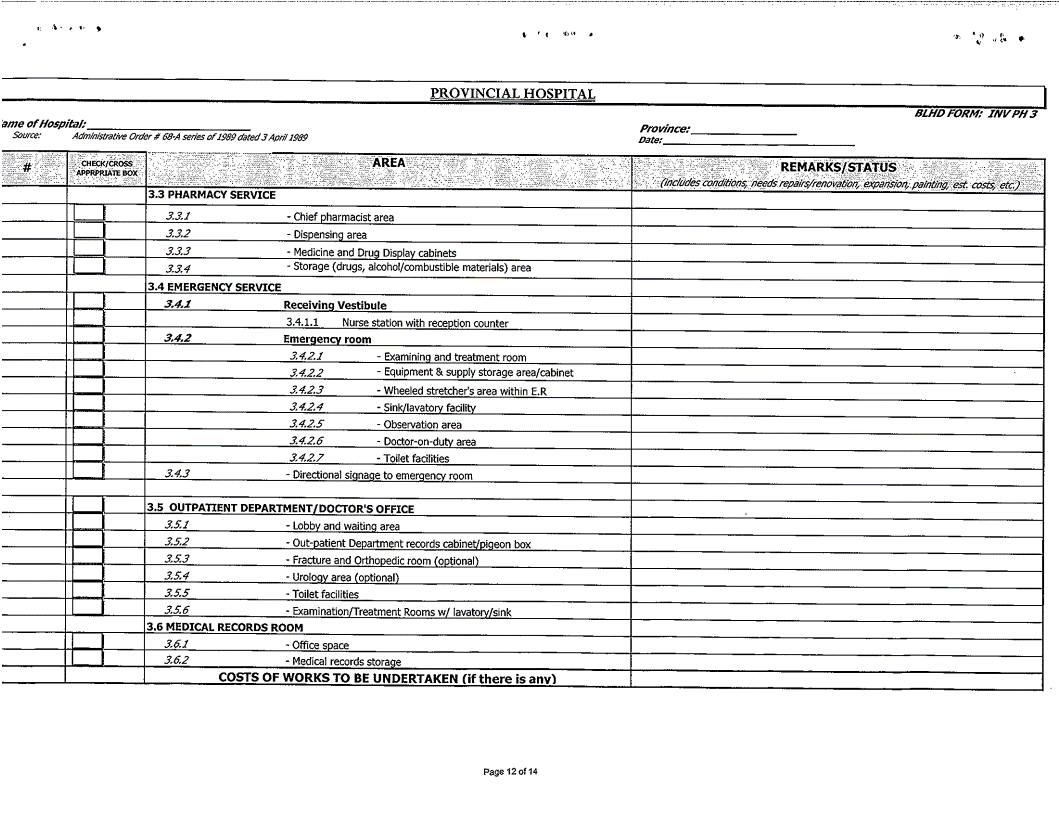 PROVINCIAL HOSPITAL
BLHD FORM: INV PH 3
ame of Hospital:
Province:
Source: Administrative Order # 68-A series of 1989 dated 3 April 1989
Date:
# CHECK/CROSS APPRPRIATE BOX AREA REMARKS/STATUS
(includes conditions, needs repairs/renovation, expansion, painting, est. costs, etc.)
3.3 PHARMACY SERVICE
3.3.1 - Chief pharmacist area
3.3.2 - Dispensing area
3.3.3 - Medicine and Drug Display cabinets
3.3.4 - Storage (drugs, alcohol/combustible materials) area
3.4 EMERGENCY SERVICE
3.4.1 Receiving Vestibule
3.4.1.1 Nurse station with reception counter
3.4.2 Emergency room
3.4.2.1 - Examining and treatment room
3.4.2.2 - Equipment & supply storage area/cabinet
3.4.2.3 - Wheeled stretcher's area within E.R
3.4.2.4 - Sink/lavatory facility
3.4.2.5 - Observation area
3.4.2.6 - Doctor-on-duty area
3.4.2.7 - Toilet facilities
3.4.3 - Directional signage to emergency room
3.5 OUTPATIENT DEPARTMENT/DOCTOR'S OFFICE
3.5.1 - Lobby and waiting area
3.5.2 - Out-patient Department records cabinet/pigeon box
3.5.3 - Fracture and Orthopedic room (optional)
3.5.4 - Urology area (optional)
3.5.5 - Toilet facilities
3.5.6 - Examination/Treatment Rooms w/ lavatory/sink
3.6 MEDICAL RECORDS ROOM
3.6.1 - Office space
3.6.2 - Medical records storage
COSTS OF WORKS TO BE UNDERTAKEN (if there is any)
Page 12 of 14